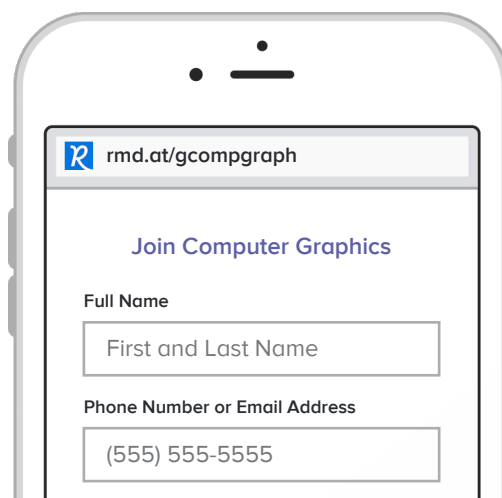 rmd.at/gcompgraph
Join Computer Graphics
Full Name
First and Last Name
Phone Number or Email Address
(555) 555-5555